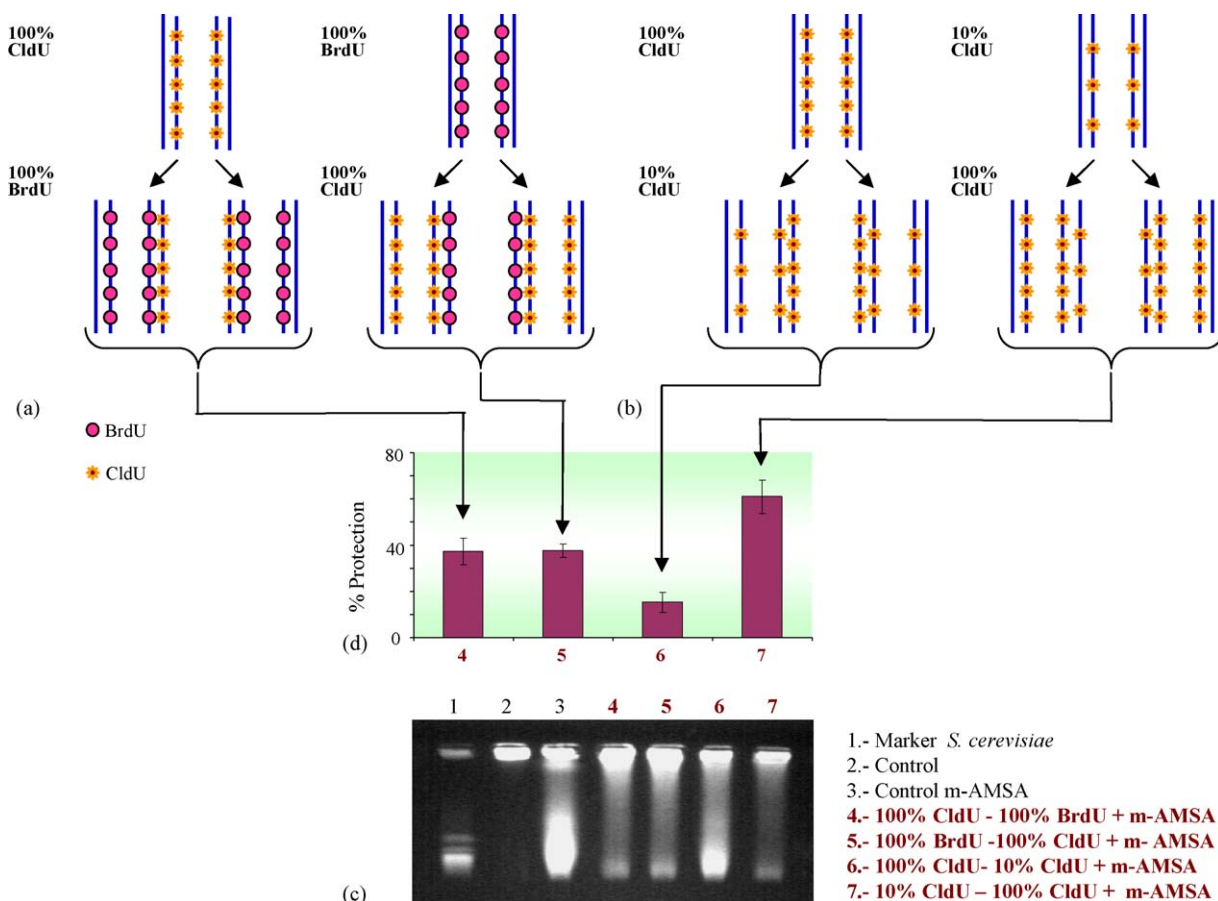 100%
CldU
100%
BrdU
100%
CldU
10%
CldU
100%
BrdU
100%
CldU
10%
CldU
100%
CldU
(a)
(b)
BrdU
CldU
80
40
0
% Protection
(d)
4 5 6 7
1 2 3 4 5 6 7
(c)
1.- Marker S. cerevisiae
2.- Control
3.- Control m-AMSA
4.- 100% CldU - 100% BrdU + m-AMSA
5.- 100% BrdU -100% CldU + m- AMSA
6.- 100% CldU- 10% CldU + m-AMSA
7.- 10% CldU – 100% CldU + m-AMSA